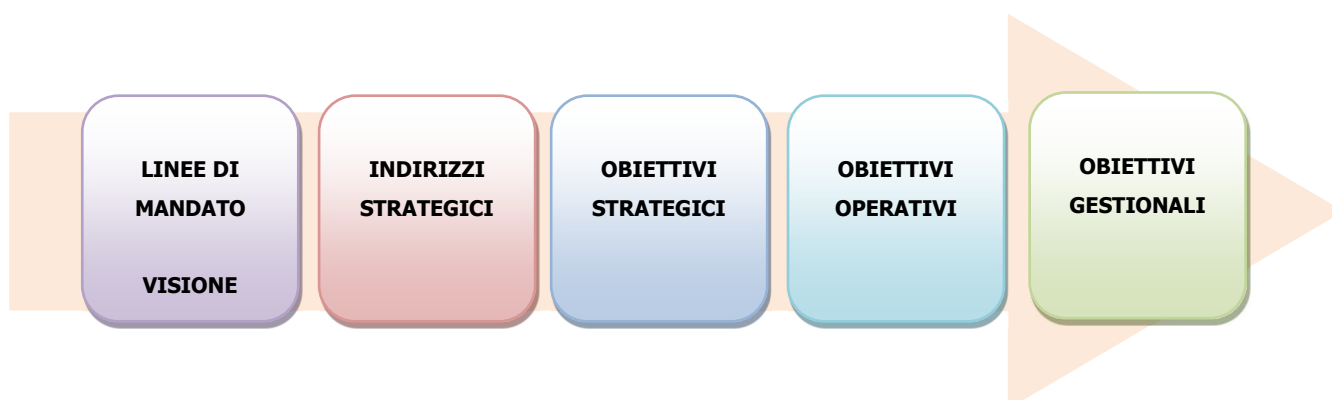 LINEE DI
MANDATO
VISIONE
INDIRIZZI
STRATEGICI
OBIETTIVI
STRATEGICI
OBIETTIVI
OPERATIVI
OBIETTIVI
GESTIONALI